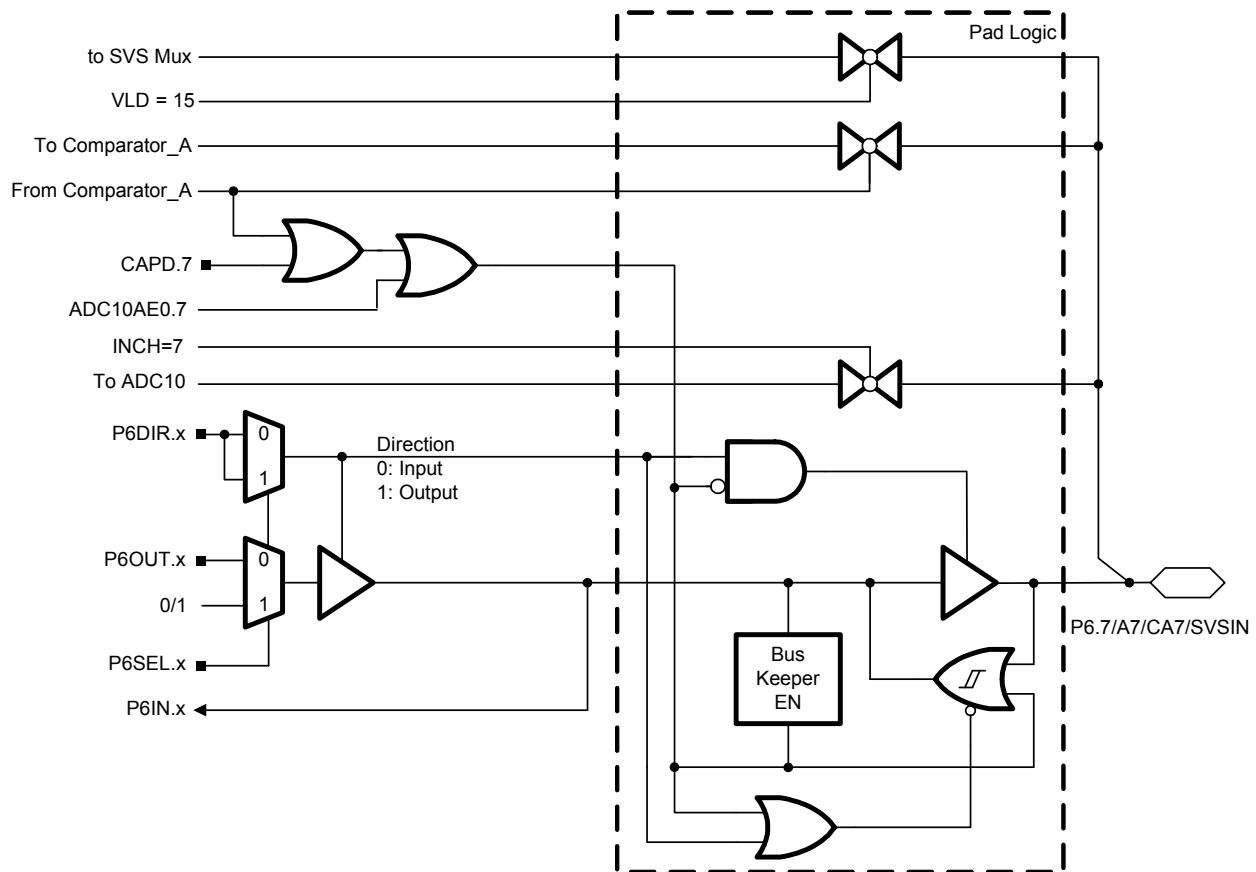 Pad Logic
to SVS Mux
VLD = 15
To Comparator_A
From Comparator_A
CAPD.7
ADC10AE0.7
INCH=7
To ADC10
P6DIR.x
0
1
Direction
0: Input
1: Output
P6OUT.x
0
0/1
1
P6SEL.x
P6IN.x
Bus
Keeper
EN
P6.7/A7/CA7/SVSIN